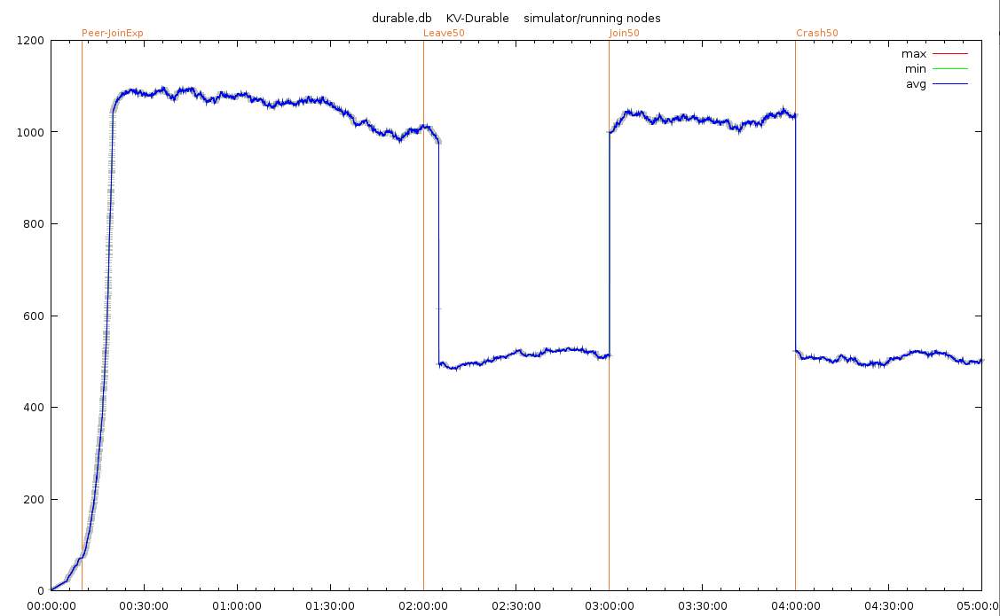 durable.db KV-Durable simulator/running nodes
Peer-JoinExp Leave50 Join50 Crash50
1200
max
min
avg
1000
800
600
400
200
0
00:00:00 00:30:00 01:00:00 01:30:00 02:00:00 02:30:00 03:00:00 03:30:00 04:00:00 04:30:00 05:00:0